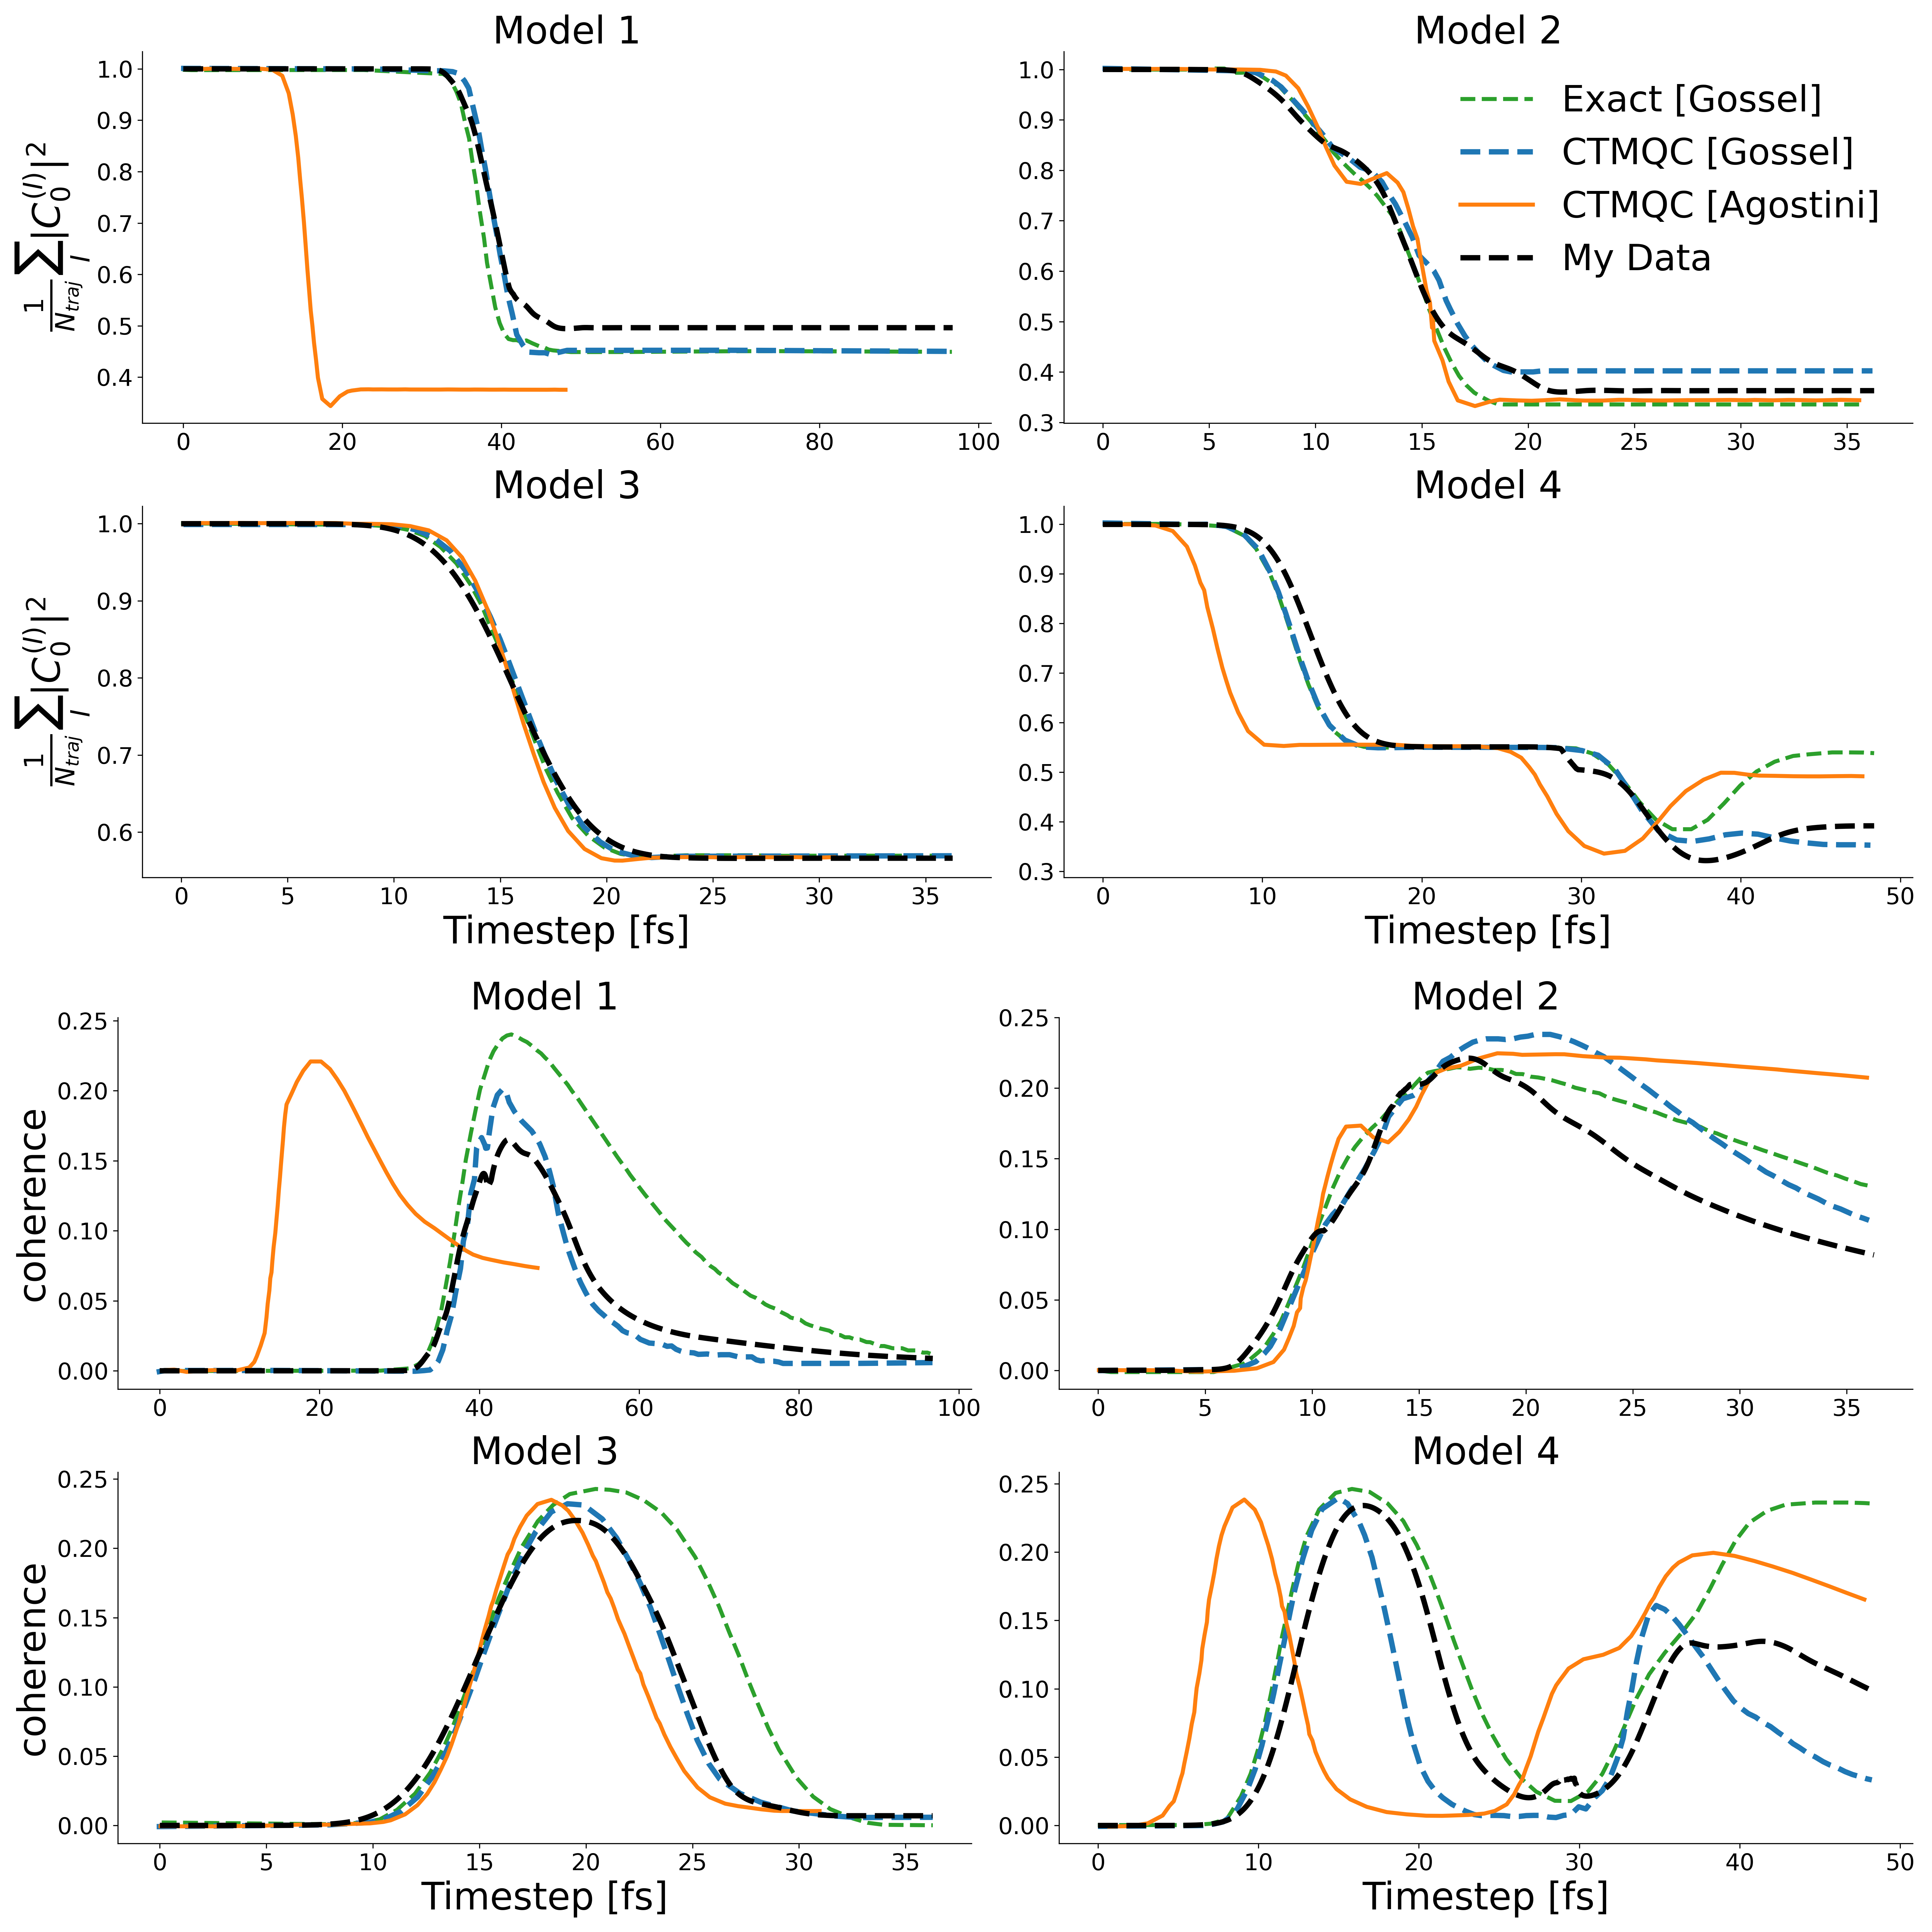 Model 1
1.0
0.9
0.8
0.7
0.6
0.5
0.4
0 20 40 60 80 100
1/N_traj ∑_I |C_0^(I)|^2
Model 2
1.0
0.9
0.8
0.7
0.6
0.5
0.4
0.3
0 5 10 15 20 25 30 35
Exact [Gossel]
CTMQC [Gossel]
CTMQC [Agostini]
My Data
Model 3
1.0
0.9
0.8
0.7
0.6
0 5 10 15 20 25 30 35
1/N_traj ∑_I |C_0^(I)|^2
Timestep [fs]
Model 4
1.0
0.9
0.8
0.7
0.6
0.5
0.4
0.3
0 10 20 30 40 50
Timestep [fs]
Model 1
0.25
0.20
0.15
0.10
0.05
0.00
0 20 40 60 80 100
coherence
Model 2
0.25
0.20
0.15
0.10
0.05
0.00
0 5 10 15 20 25 30 35
Model 3
0.25
0.20
0.15
0.10
0.05
0.00
0 5 10 15 20 25 30 35
coherence
Timestep [fs]
Model 4
0.25
0.20
0.15
0.10
0.05
0.00
0 10 20 30 40 50
Timestep [fs]